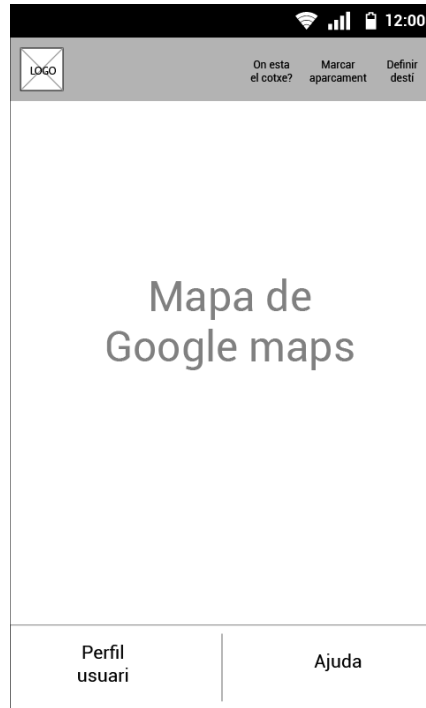 12:00
LOGO
On esta
el cotxe?
Marcar
aparcament
Definir
destí
Mapa de
Google maps
Perfil
usuari
Ajuda